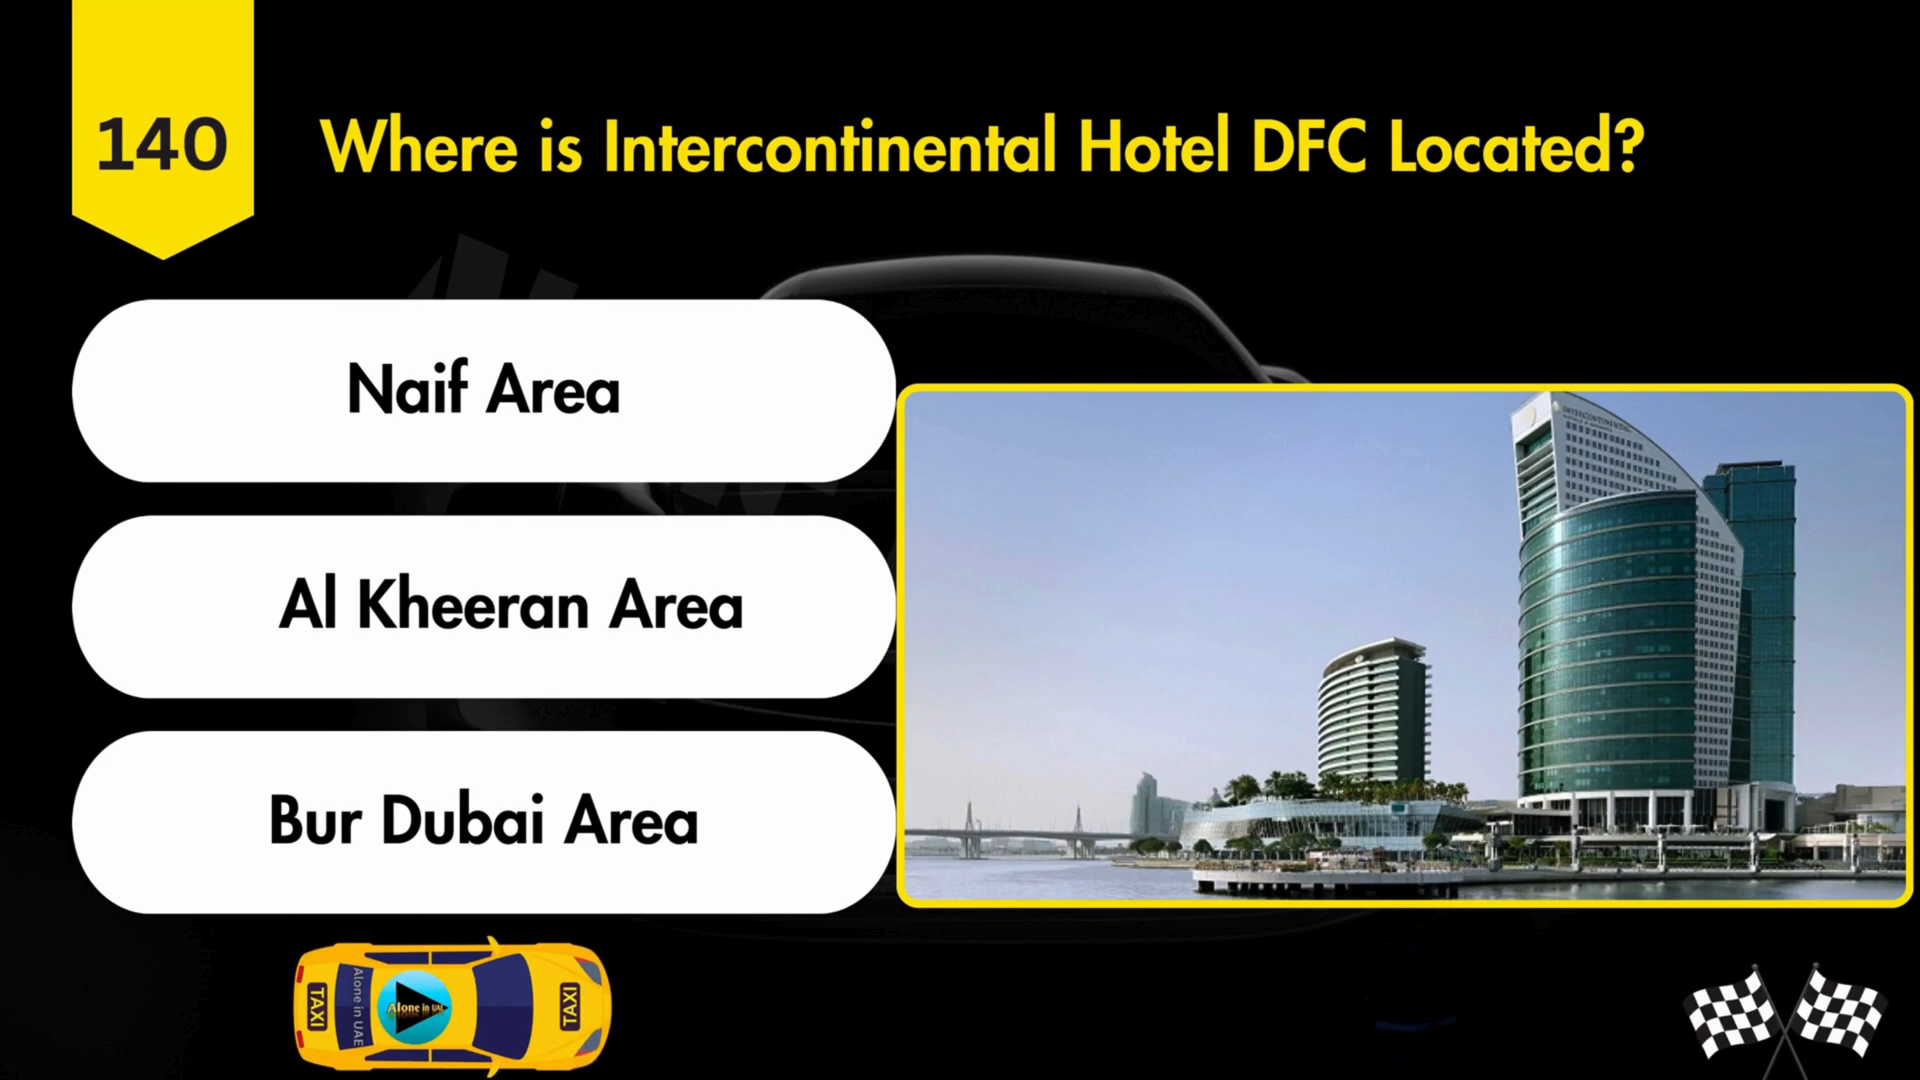 140
Where is Intercontinental Hotel DFC Located?
Naif Area
Al Kheeran Area
Bur Dubai Area
INTERCONTINENTAL
TAXI
Alone in UAE
Alone in UAE
TAXI